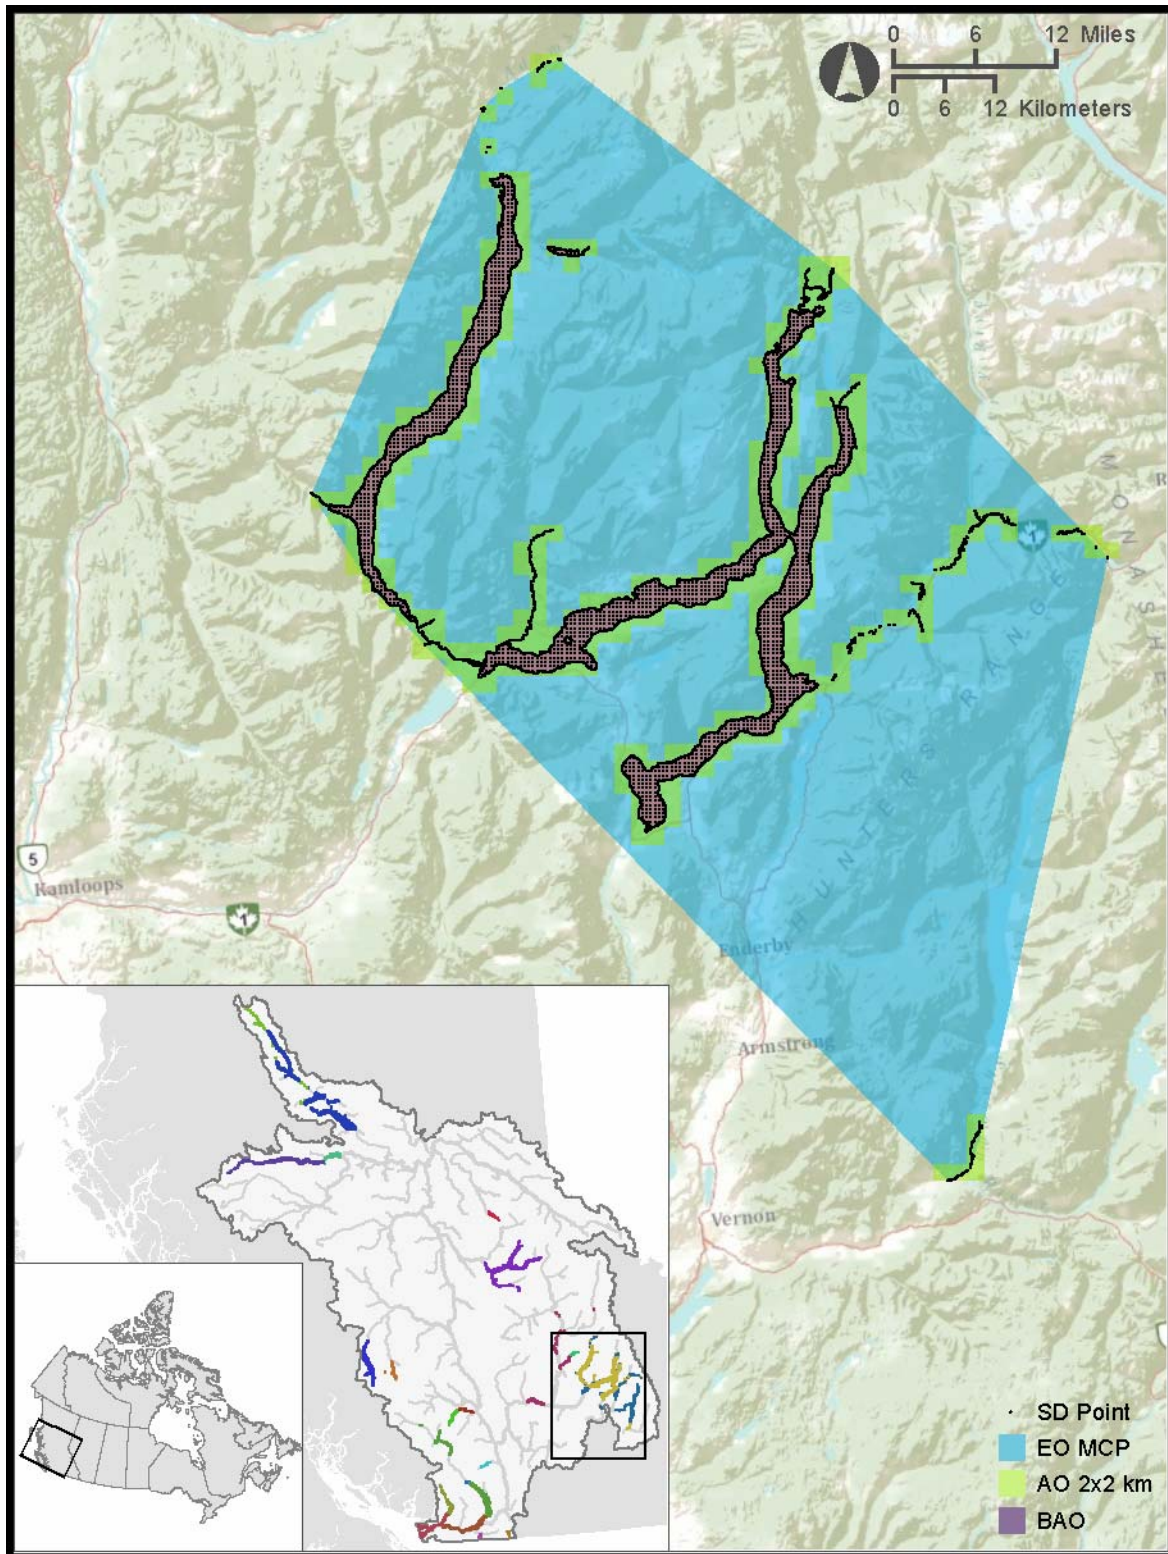 0 6 12 Miles
0 6 12 Kilometers
MONASHE
R
1
HUNTERS RANGE
5
Kamloops
1
Enderby
Armstrong
Vernon
SD Point
EO MCP
AO 2x2 km
BAO